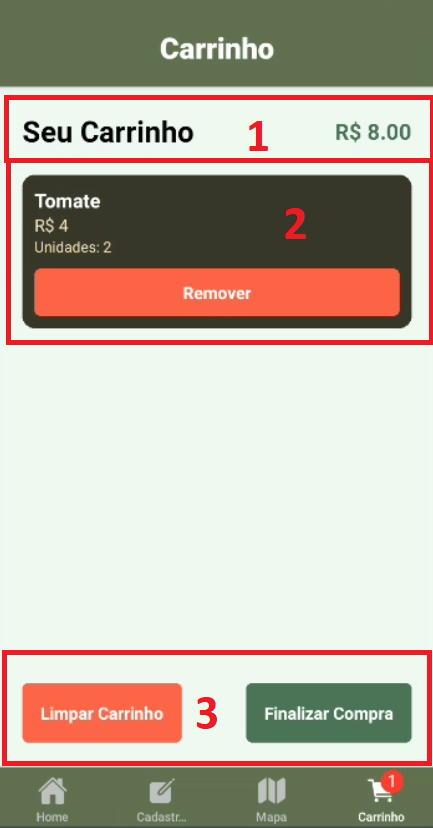 Carrinho
Seu Carrinho 1 R$ 8.00
Tomate
R$ 4
Unidades: 2
2
Remover
Limpar Carrinho 3 Finalizar Compra
1
Home Cadastr... Mapa Carrinho